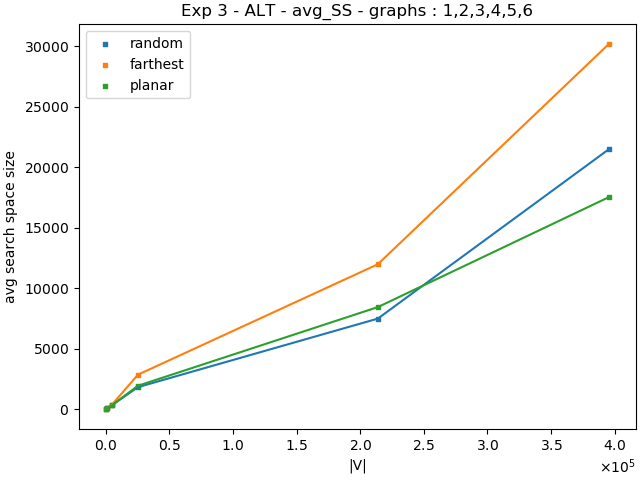 Exp 3 - ALT - avg_SS - graphs : 1,2,3,4,5,6
random
farthest
planar
avg search space size
30000
25000
20000
15000
10000
5000
0
0.0 0.5 1.0 1.5 2.0 2.5 3.0 3.5 4.0
|V|
×10⁵